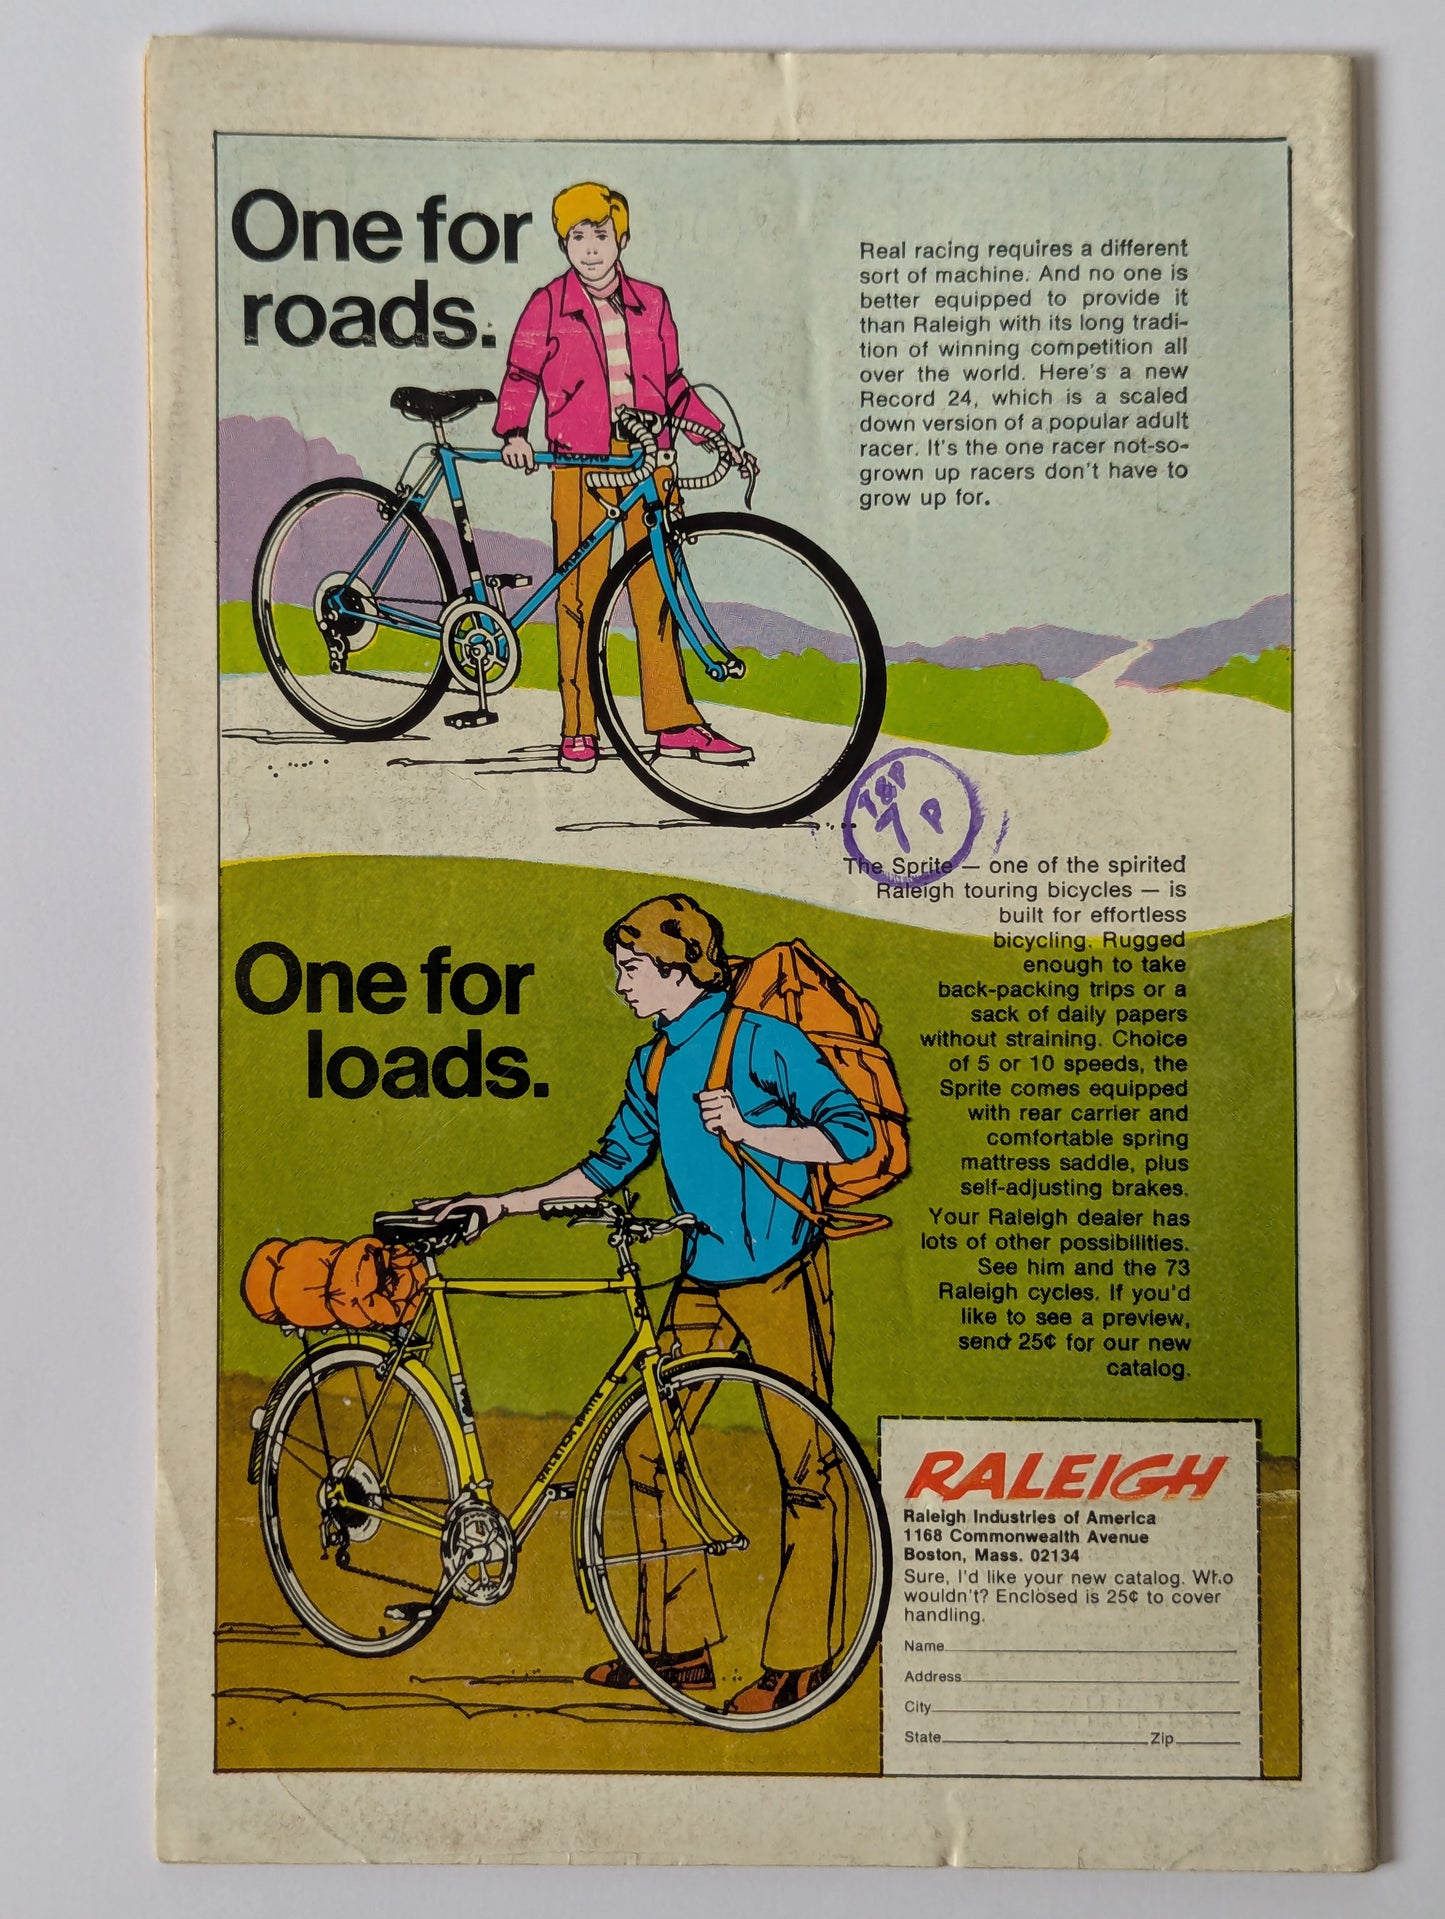 One for
roads.
Real racing requires a different
sort of machine. And no one is
better equipped to provide it
than Raleigh with its long tradi-
tion of winning competition all
over the world. Here's a new
Record 24, which is a scaled
down version of a popular adult
racer. It's the one racer not-so-
grown up racers don't have to
grow up for.
RECORD
RALEIGH
T&P
7 P
The Sprite — one of the spirited
Raleigh touring bicycles — is
built for effortless
bicycling. Rugged
enough to take
back-packing trips or a
sack of daily papers
without straining. Choice
of 5 or 10 speeds, the
Sprite comes equipped
with rear carrier and
comfortable spring
mattress saddle, plus
self-adjusting brakes.
Your Raleigh dealer has
lots of other possibilities.
See him and the 73
Raleigh cycles. If you'd
like to see a preview,
send 25¢ for our new
catalog.
One for
loads.
RALEIGH SPRITE
RALEIGH
Raleigh Industries of America
1168 Commonwealth Avenue
Boston, Mass. 02134
Sure, I'd like your new catalog. Who
wouldn't? Enclosed is 25¢ to cover
handling.
Name
Address
City
State Zip